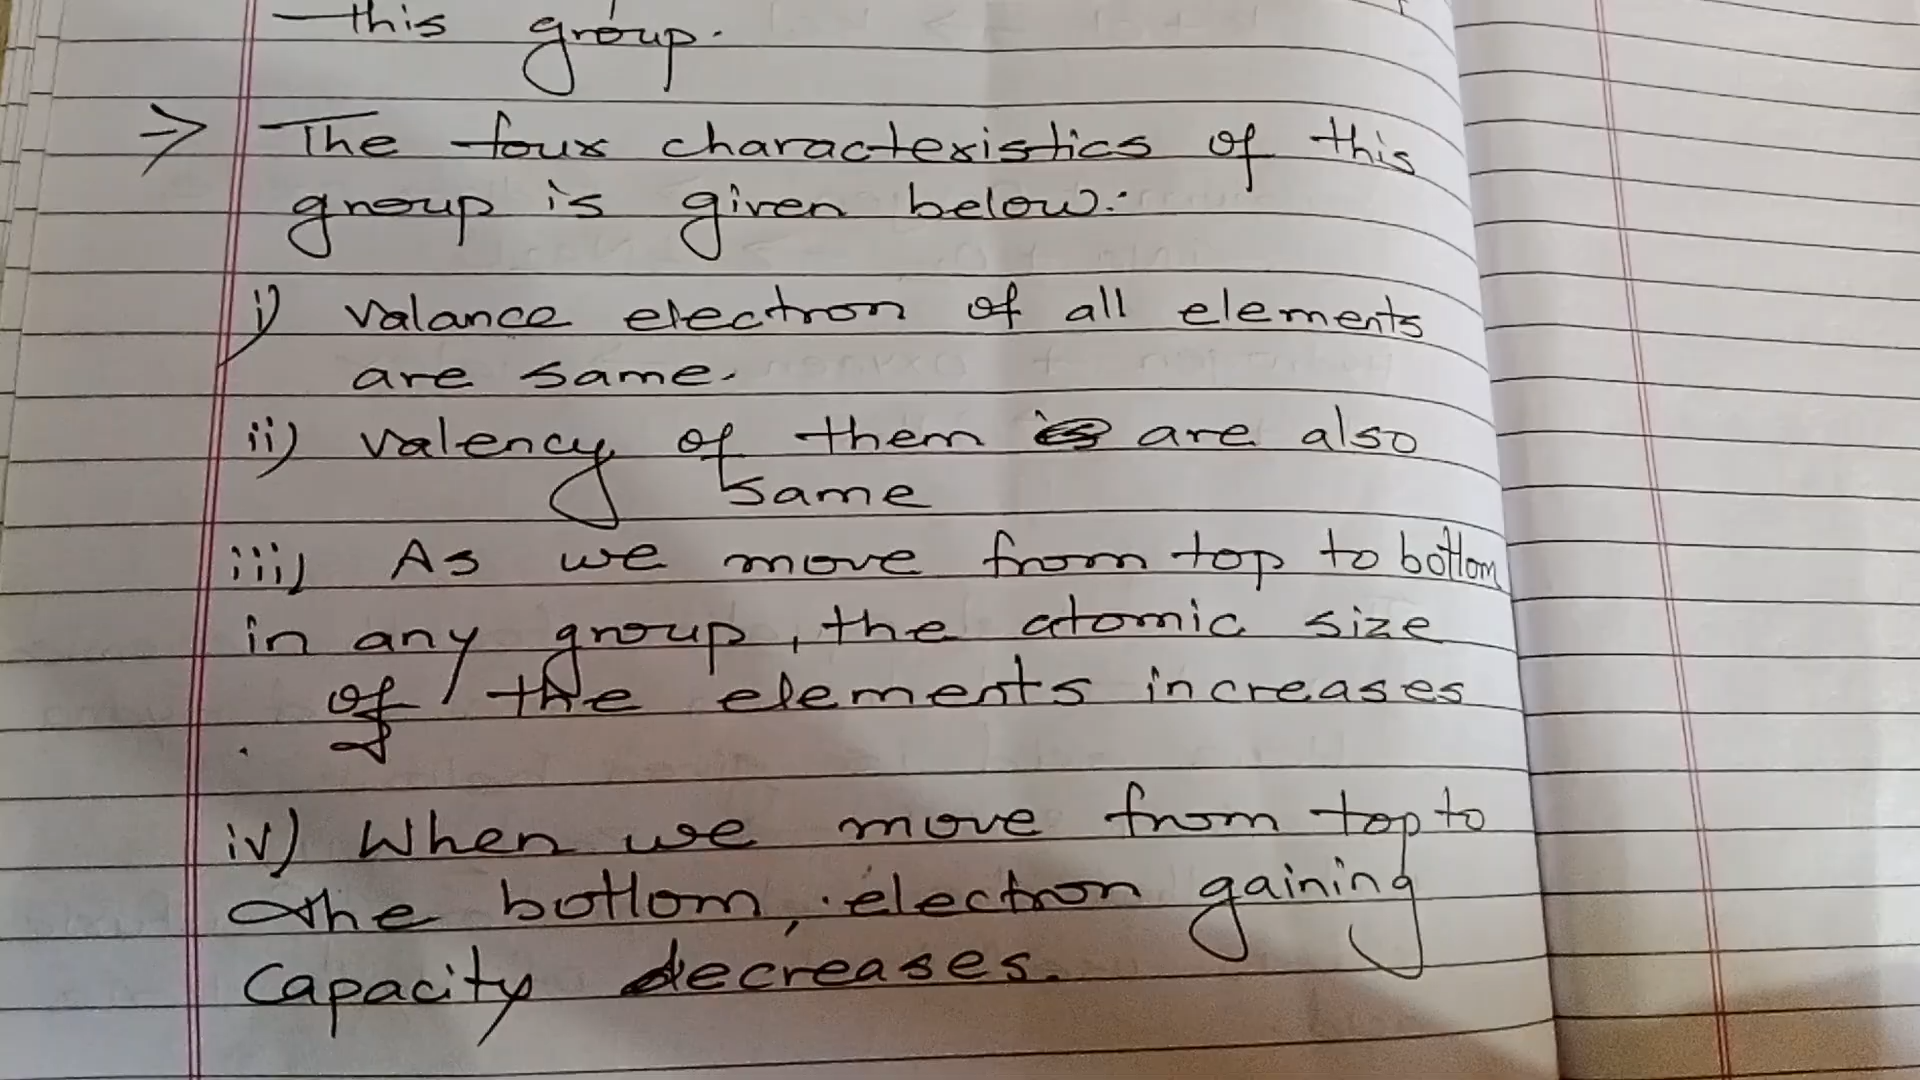 this group.
→ The four characteristics of this
group is given below:
i) valance electron of all elements
are same.
ii) valency of them are also
same
iii) As we move from top to bottom
in any group, the atomic size
of the elements increases
iv) When we move from top to
the bottom, electron gaining
capacity decreases.